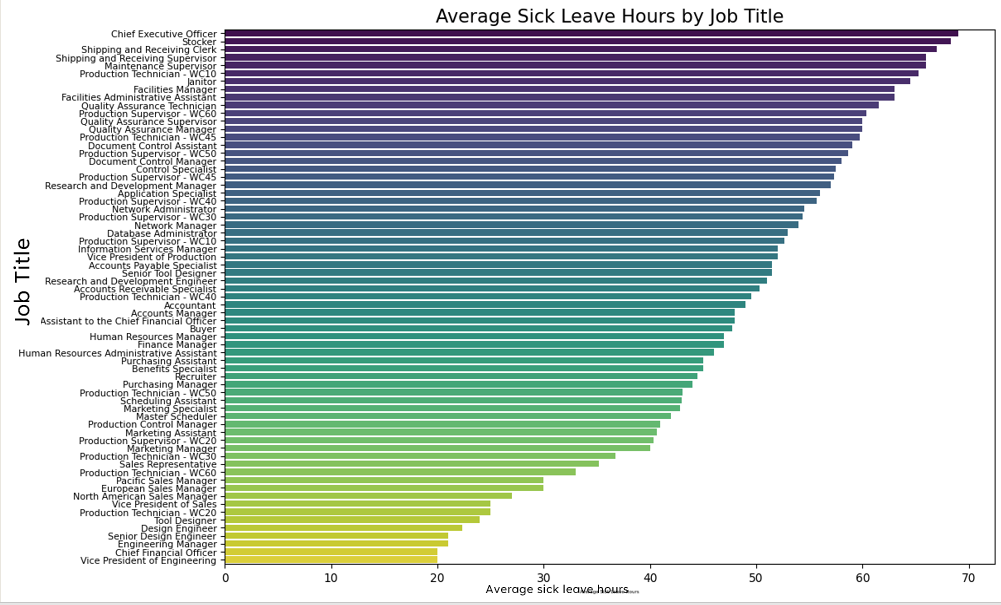 Average Sick Leave Hours by Job Title
Job Title
Chief Executive Officer
Stocker
Shipping and Receiving Clerk
Shipping and Receiving Supervisor
Maintenance Supervisor
Production Technician - WC10
Janitor
Facilities Manager
Facilities Administrative Assistant
Quality Assurance Technician
Production Supervisor - WC60
Quality Assurance Supervisor
Quality Assurance Manager
Production Technician - WC45
Document Control Assistant
Production Supervisor - WC50
Document Control Manager
Control Specialist
Production Supervisor - WC45
Research and Development Manager
Application Specialist
Production Supervisor - WC40
Network Administrator
Production Supervisor - WC30
Network Manager
Database Administrator
Production Supervisor - WC10
Information Services Manager
Vice President of Production
Accounts Payable Specialist
Senior Tool Designer
Research and Development Engineer
Accounts Receivable Specialist
Production Technician - WC40
Accountant
Accounts Manager
Assistant to the Chief Financial Officer
Buyer
Human Resources Manager
Finance Manager
Human Resources Administrative Assistant
Purchasing Assistant
Benefits Specialist
Recruiter
Purchasing Manager
Production Technician - WC50
Scheduling Assistant
Marketing Specialist
Master Scheduler
Production Control Manager
Marketing Assistant
Production Supervisor - WC20
Marketing Manager
Production Technician - WC30
Sales Representative
Production Technician - WC60
Pacific Sales Manager
European Sales Manager
North American Sales Manager
Vice President of Sales
Production Technician - WC20
Tool Designer
Design Engineer
Senior Design Engineer
Engineering Manager
Chief Financial Officer
Vice President of Engineering
0 10 20 30 40 50 60 70
Average sick leave hours